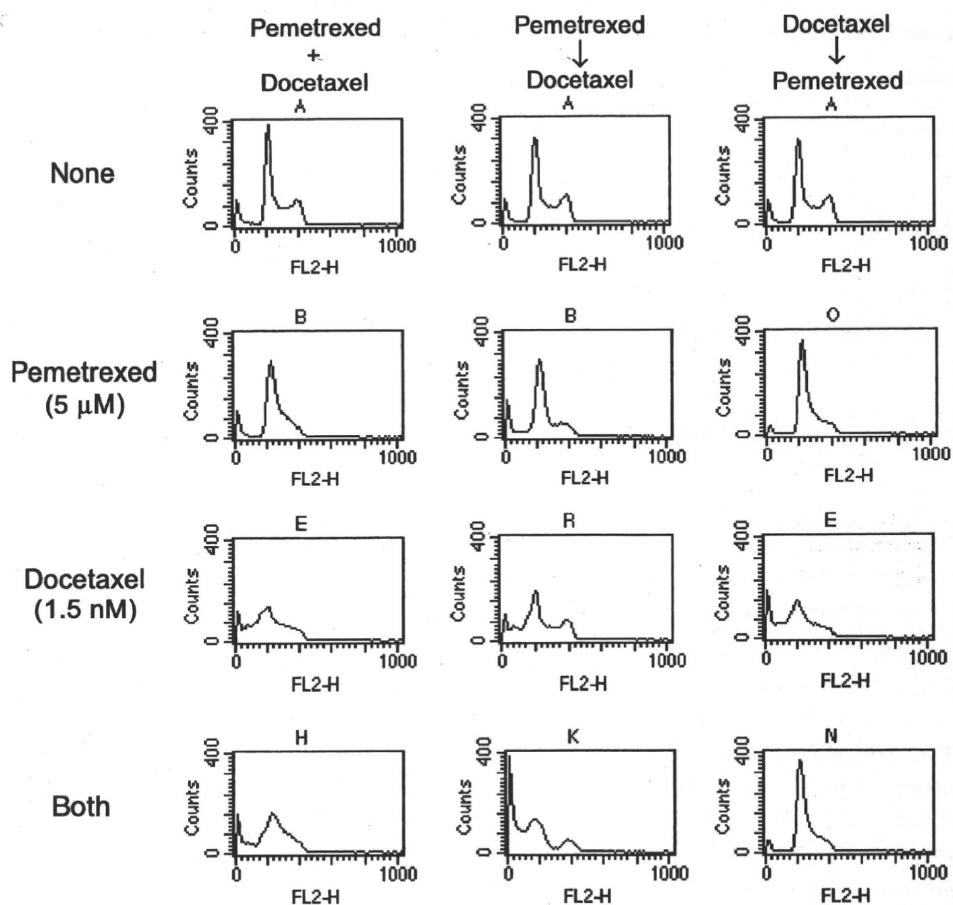 Pemetrexed
+
Docetaxel
Pemetrexed
↓
Docetaxel
Docetaxel
↓
Pemetrexed
None
A
400
Counts
0
0
1000
FL2-H
A
400
Counts
0
0
1000
FL2-H
A
400
Counts
0
0
1000
FL2-H
Pemetrexed
(5 μM)
B
400
Counts
0
0
1000
FL2-H
B
400
Counts
0
0
1000
FL2-H
O
400
Counts
0
0
1000
FL2-H
Docetaxel
(1.5 nM)
E
400
Counts
0
0
1000
FL2-H
R
400
Counts
0
0
1000
FL2-H
E
400
Counts
0
0
1000
FL2-H
Both
H
400
Counts
0
0
1000
FL2-H
K
400
Counts
0
0
1000
FL2-H
N
400
Counts
0
0
1000
FL2-H